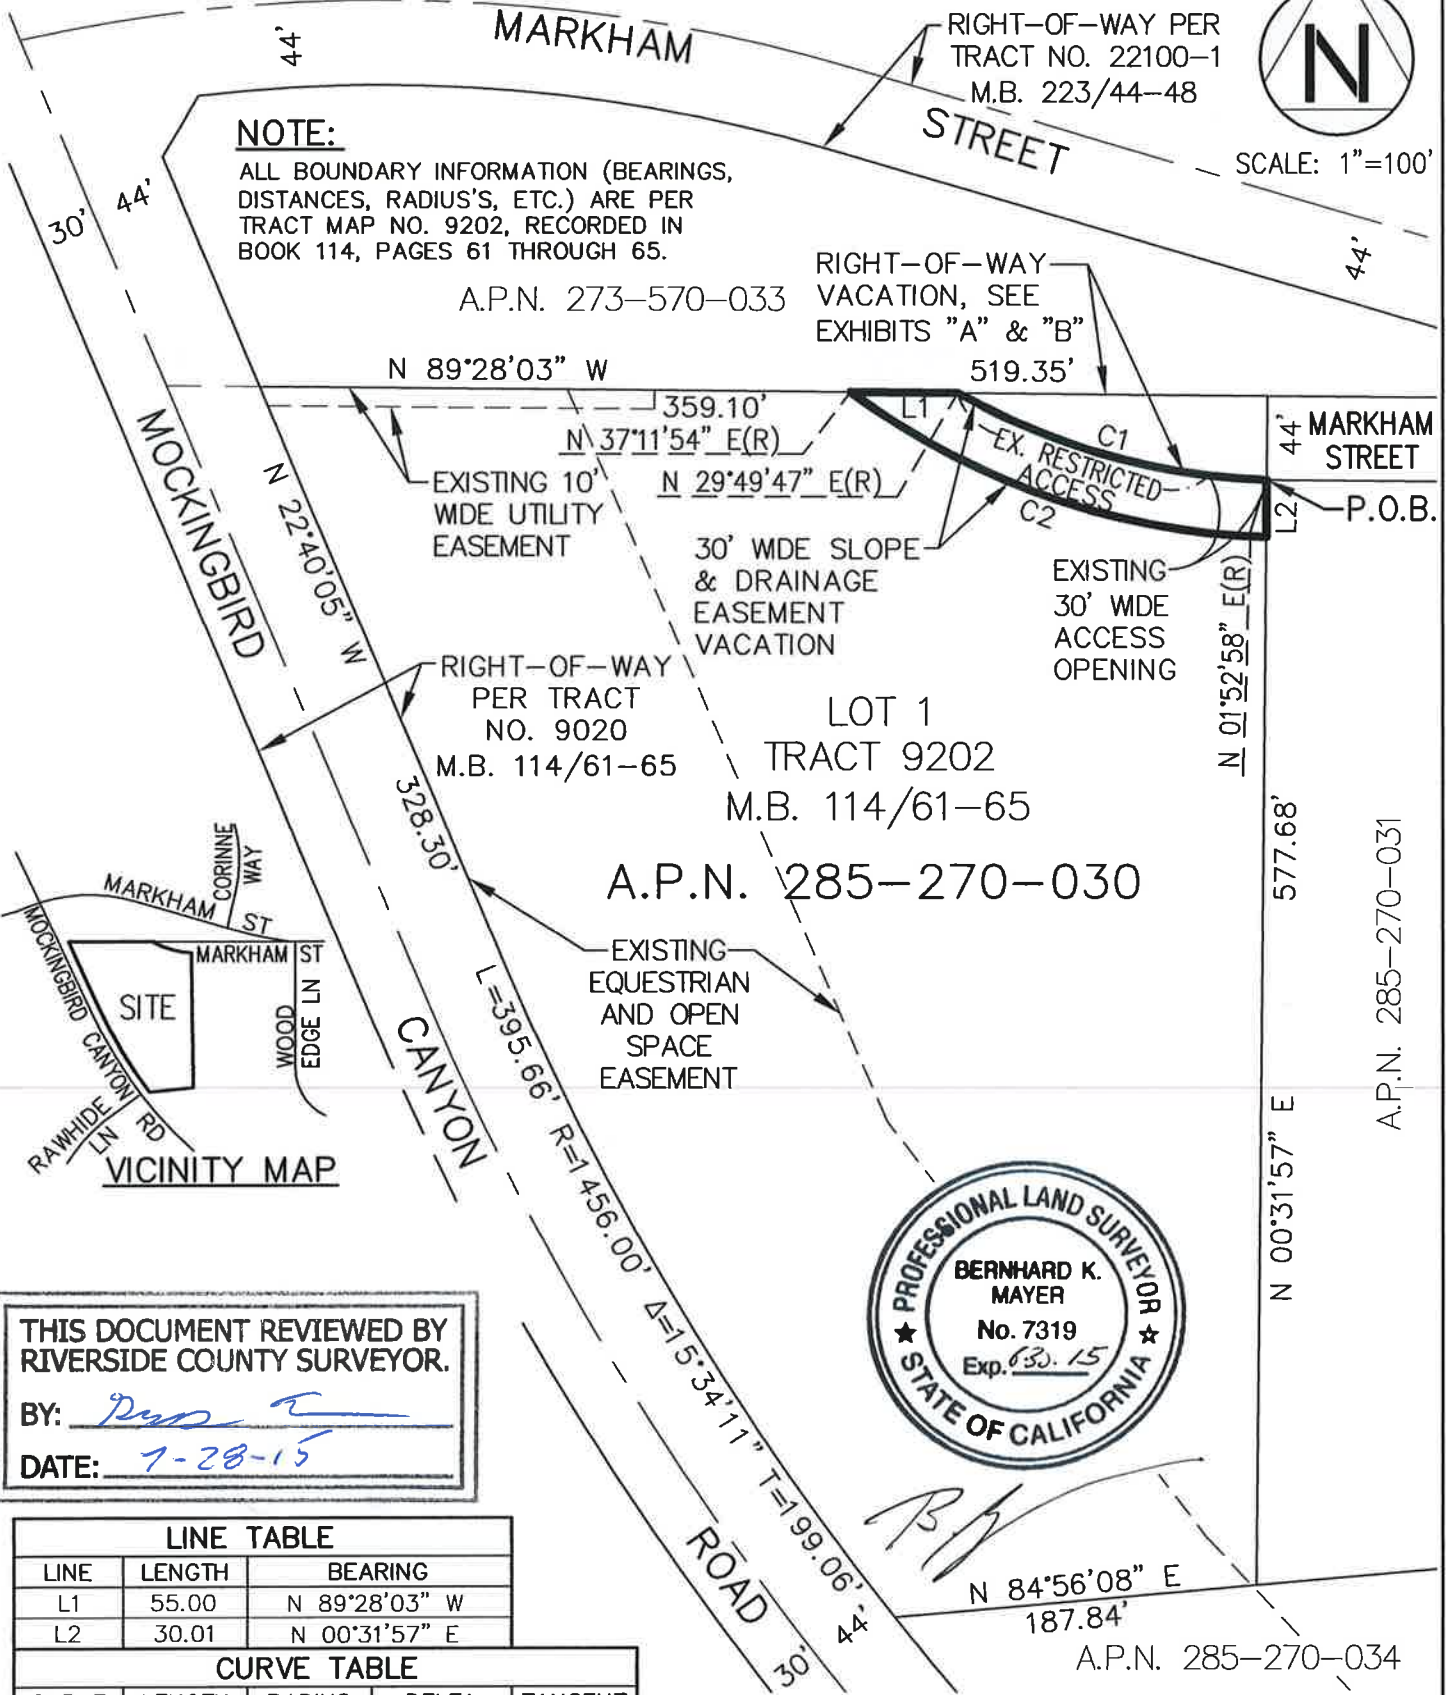 MARKHAM
STREET
44'
RIGHT-OF-WAY PER
TRACT NO. 22100-1
M.B. 223/44-48
N
SCALE: 1"=100'
NOTE:
ALL BOUNDARY INFORMATION (BEARINGS,
DISTANCES, RADIUS'S, ETC.) ARE PER
TRACT MAP NO. 9202, RECORDED IN
BOOK 114, PAGES 61 THROUGH 65.
30'
44'
44'
A.P.N. 273-570-033
RIGHT-OF-WAY
VACATION, SEE
EXHIBITS "A" & "B"
N 89°28'03" W
519.35'
359.10'
N 37°11'54" E(R)
N 29°49'47" E(R)
L1
C1
EX. RESTRICTED
ACCESS
C2
44'
MARKHAM
STREET
L2
P.O.B.
EXISTING 10'
WDE UTILITY
EASEMENT
30' WIDE SLOPE
& DRAINAGE
EASEMENT
VACATION
EXISTING
30' WIDE
ACCESS
OPENING
N 01°52'58" E(R)
MOCKINGBIRD
N 22°40'05" W
RIGHT-OF-WAY
PER TRACT
NO. 9020
M.B. 114/61-65
328.30'
LOT 1
TRACT 9202
M.B. 114/61-65
A.P.N. 285-270-030
577.68'
A.P.N. 285-270-031
CORINNE
WAY
MARKHAM
ST
MARKHAM ST
MOCKINGBIRD CANYON RD
SITE
WOOD
EDGE LN
RAWHIDE
LN
VICINITY MAP
EXISTING
EQUESTRIAN
AND OPEN
SPACE
EASEMENT
CANYON
L=395.66' R=1456.00' Δ=15°34'11" T=199.06'
N 00°31'57" E
PROFESSIONAL LAND SURVEYOR
BERNHARD K.
MAYER
No. 7319
Exp. 630.15
STATE OF CALIFORNIA
THIS DOCUMENT REVIEWED BY
RIVERSIDE COUNTY SURVEYOR.
BY:
DATE: 7-28-15
ROAD
30'
44'
N 84°56'08" E
187.84'
A.P.N. 285-270-034
LINE TABLE
LINE LENGTH BEARING
L1 55.00 N 89°28'03" W
L2 30.01 N 00°31'57" E
CURVE TABLE